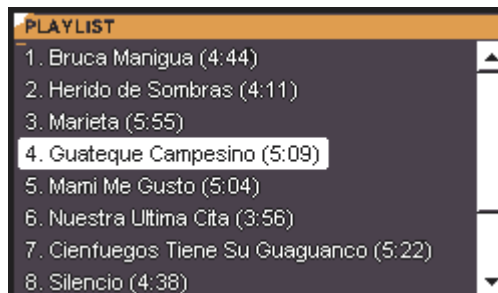 PLAYLIST
1. Bruca Manigua (4:44)
2. Herido de Sombras (4:11)
3. Marieta (5:55)
4. Guateque Campesino (5:09)
5. Mami Me Gusto (5:04)
6. Nuestra Ultima Cita (3:56)
7. Cienfuegos Tiene Su Guaguanco (5:22)
8. Silencio (4:38)